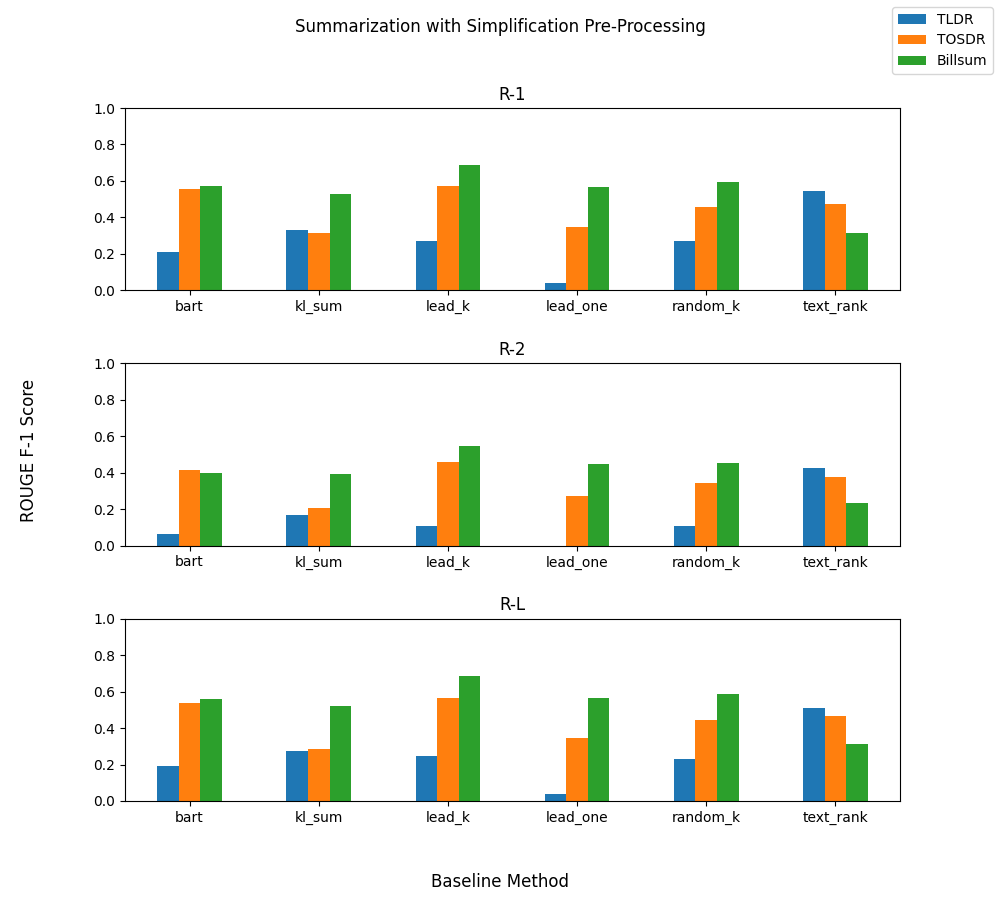 Summarization with Simplification Pre-Processing
TLDR
TOSDR
Billsum
R-1
1.0
0.8
0.6
0.4
0.2
0.0
bart kl_sum lead_k lead_one random_k text_rank
R-2
1.0
0.8
0.6
0.4
0.2
0.0
bart kl_sum lead_k lead_one random_k text_rank
ROUGE F-1 Score
R-L
1.0
0.8
0.6
0.4
0.2
0.0
bart kl_sum lead_k lead_one random_k text_rank
Baseline Method